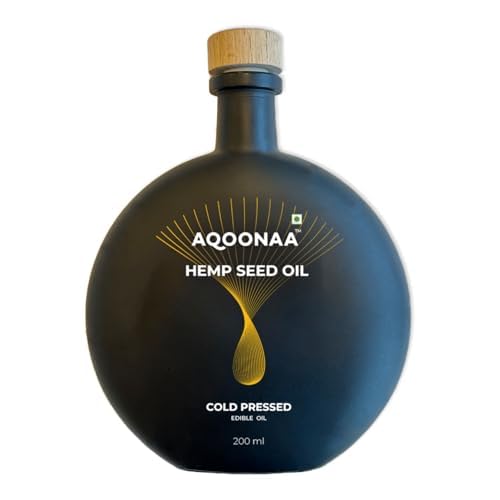 AQOONAA™
HEMP SEED OIL
COLD PRESSED
EDIBLE OIL
200 ml